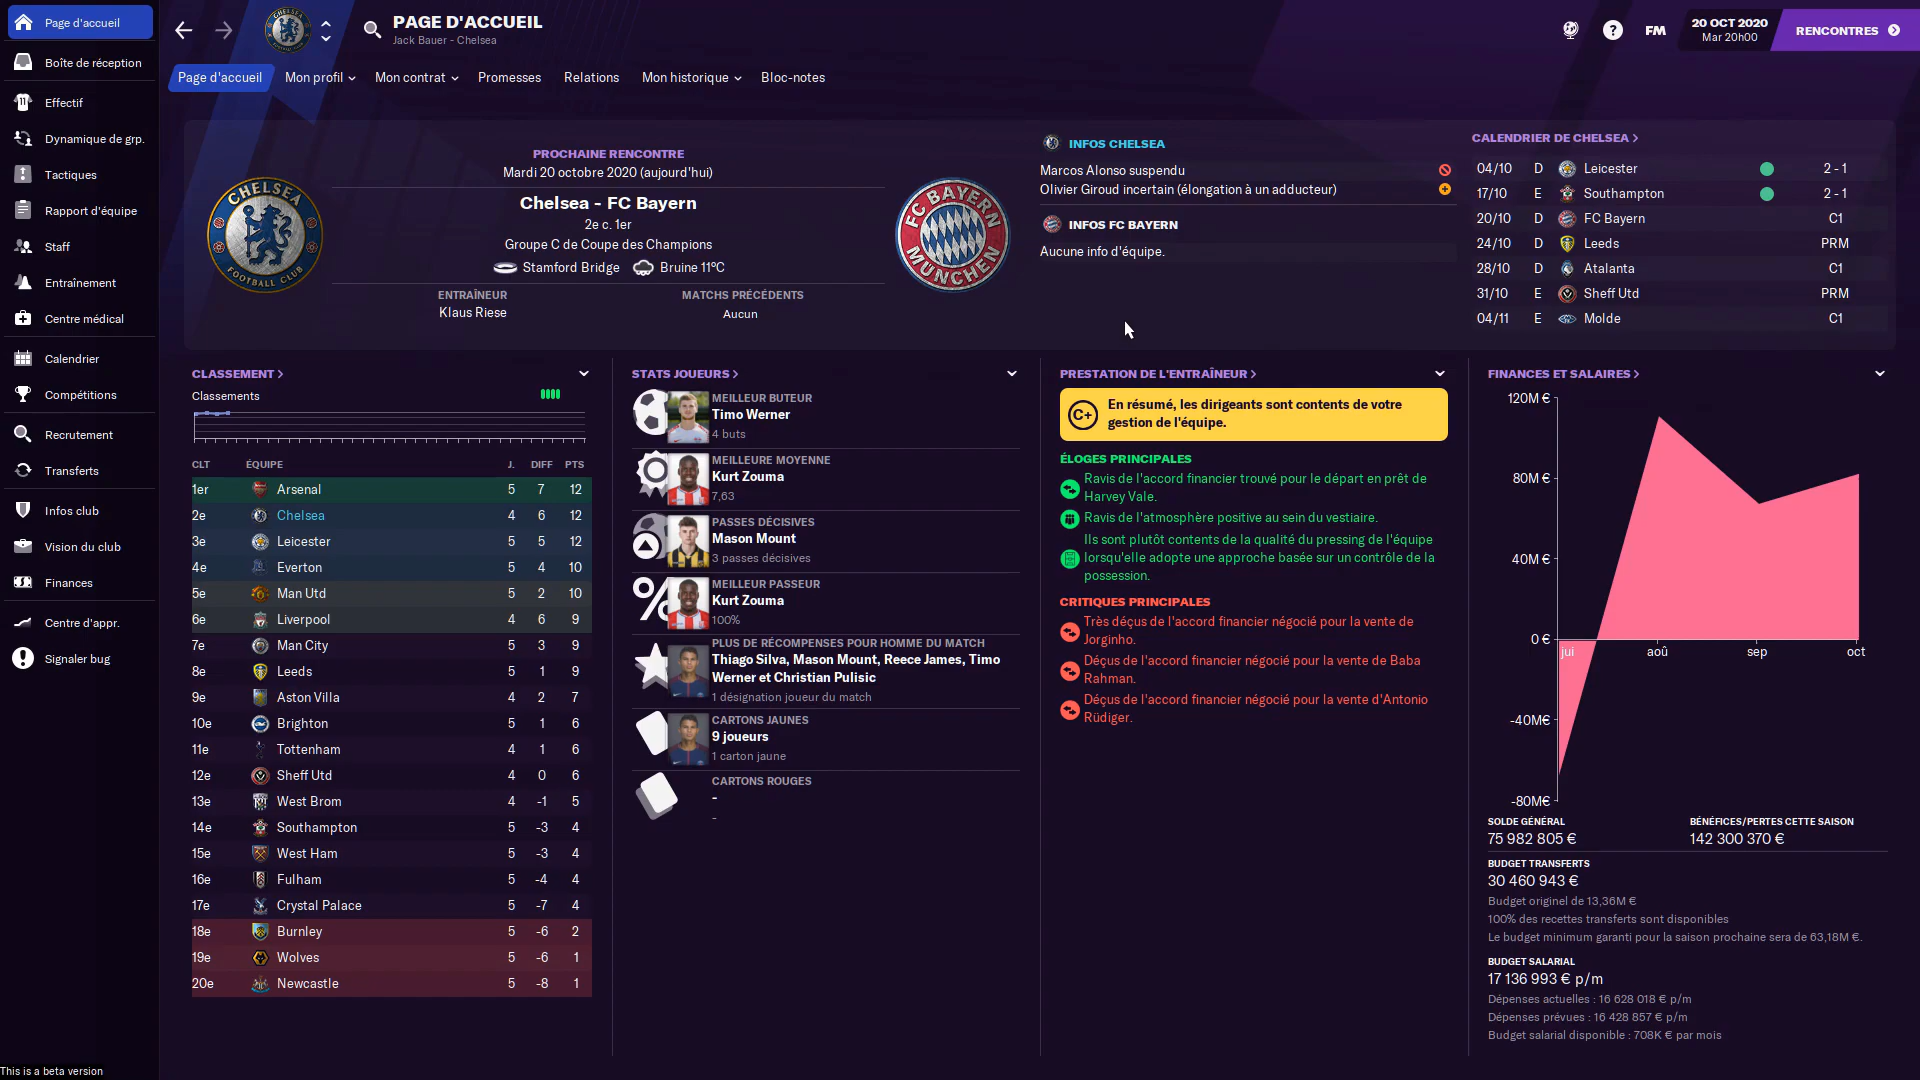 Page d'accueil
Boîte de réception
Effectif
Dynamique de grp.
Tactiques
Rapport d'équipe
Staff
Entraînement
Centre médical
Calendrier
Compétitions
Recrutement
Transferts
Infos club
Vision du club
Finances
Centre d'appr.
Signaler bug
This is a beta version
PAGE D'ACCUEIL
Jack Bauer - Chelsea
FM
20 OCT 2020
Mar 20h00
RENCONTRES
Page d'accueil Mon profil Mon contrat Promesses Relations Mon historique Bloc-notes
CHELSEA
FOOTBALL CLUB
PROCHAINE RENCONTRE
Mardi 20 octobre 2020 (aujourd'hui)
Chelsea - FC Bayern
2e c. 1er
Groupe C de Coupe des Champions
Stamford Bridge Bruine 11°C
ENTRAÎNEUR MATCHS PRÉCÉDENTS
Klaus Riese Aucun
FC BAYERN
MÜNCHEN
INFOS CHELSEA
Marcos Alonso suspendu
Olivier Giroud incertain (élongation à un adducteur)
INFOS FC BAYERN
Aucune info d'équipe.
CALENDRIER DE CHELSEA
04/10 D Leicester 2 - 1
17/10 E Southampton 2 - 1
20/10 D FC Bayern C1
24/10 D Leeds PRM
28/10 D Atalanta C1
31/10 E Sheff Utd PRM
04/11 E Molde C1
CLASSEMENT
Classements
CLT ÉQUIPE J. DIFF PTS
1er Arsenal 5 7 12
2e Chelsea 4 6 12
3e Leicester 5 5 12
4e Everton 5 4 10
5e Man Utd 5 2 10
6e Liverpool 4 6 9
7e Man City 5 3 9
8e Leeds 5 1 9
9e Aston Villa 4 2 7
10e Brighton 5 1 6
11e Tottenham 4 1 6
12e Sheff Utd 4 0 6
13e West Brom 4 -1 5
14e Southampton 5 -3 4
15e West Ham 5 -3 4
16e Fulham 5 -4 4
17e Crystal Palace 5 -7 4
18e Burnley 5 -6 2
19e Wolves 5 -6 1
20e Newcastle 5 -8 1
STATS JOUEURS
MEILLEUR BUTEUR
Timo Werner
4 buts
MEILLEURE MOYENNE
Kurt Zouma
7,63
PASSES DÉCISIVES
Mason Mount
3 passes décisives
MEILLEUR PASSEUR
Kurt Zouma
100%
PLUS DE RÉCOMPENSES POUR HOMME DU MATCH
Thiago Silva, Mason Mount, Reece James, Timo
Werner et Christian Pulisic
1 désignation joueur du match
CARTONS JAUNES
9 joueurs
1 carton jaune
CARTONS ROUGES
-
-
PRESTATION DE L'ENTRAÎNEUR
C+
En résumé, les dirigeants sont contents de votre
gestion de l'équipe.
ÉLOGES PRINCIPALES
Ravis de l'accord financier trouvé pour le départ en prêt de
Harvey Vale.
Ravis de l'atmosphère positive au sein du vestiaire.
Ils sont plutôt contents de la qualité du pressing de l'équipe
lorsqu'elle adopte une approche basée sur un contrôle de la
possession.
CRITIQUES PRINCIPALES
Très déçus de l'accord financier négocié pour la vente de
Jorginho.
Déçus de l'accord financier négocié pour la vente de Baba
Rahman.
Déçus de l'accord financier négocié pour la vente d'Antonio
Rüdiger.
FINANCES ET SALAIRES
120M €
80M €
40M €
0 €
jui aoû sep oct
-40M€
-80M€
SOLDE GÉNÉRAL BÉNÉFICES/PERTES CETTE SAISON
75 982 805 € 142 300 370 €
BUDGET TRANSFERTS
30 460 943 €
Budget originel de 13,36M €
100% des recettes transferts sont disponibles
Le budget minimum garanti pour la saison prochaine sera de 63,18M €.
BUDGET SALARIAL
17 136 993 € p/m
Dépenses actuelles : 16 628 018 € p/m
Dépenses prévues : 16 428 857 € p/m
Budget salarial disponible : 708K € par mois